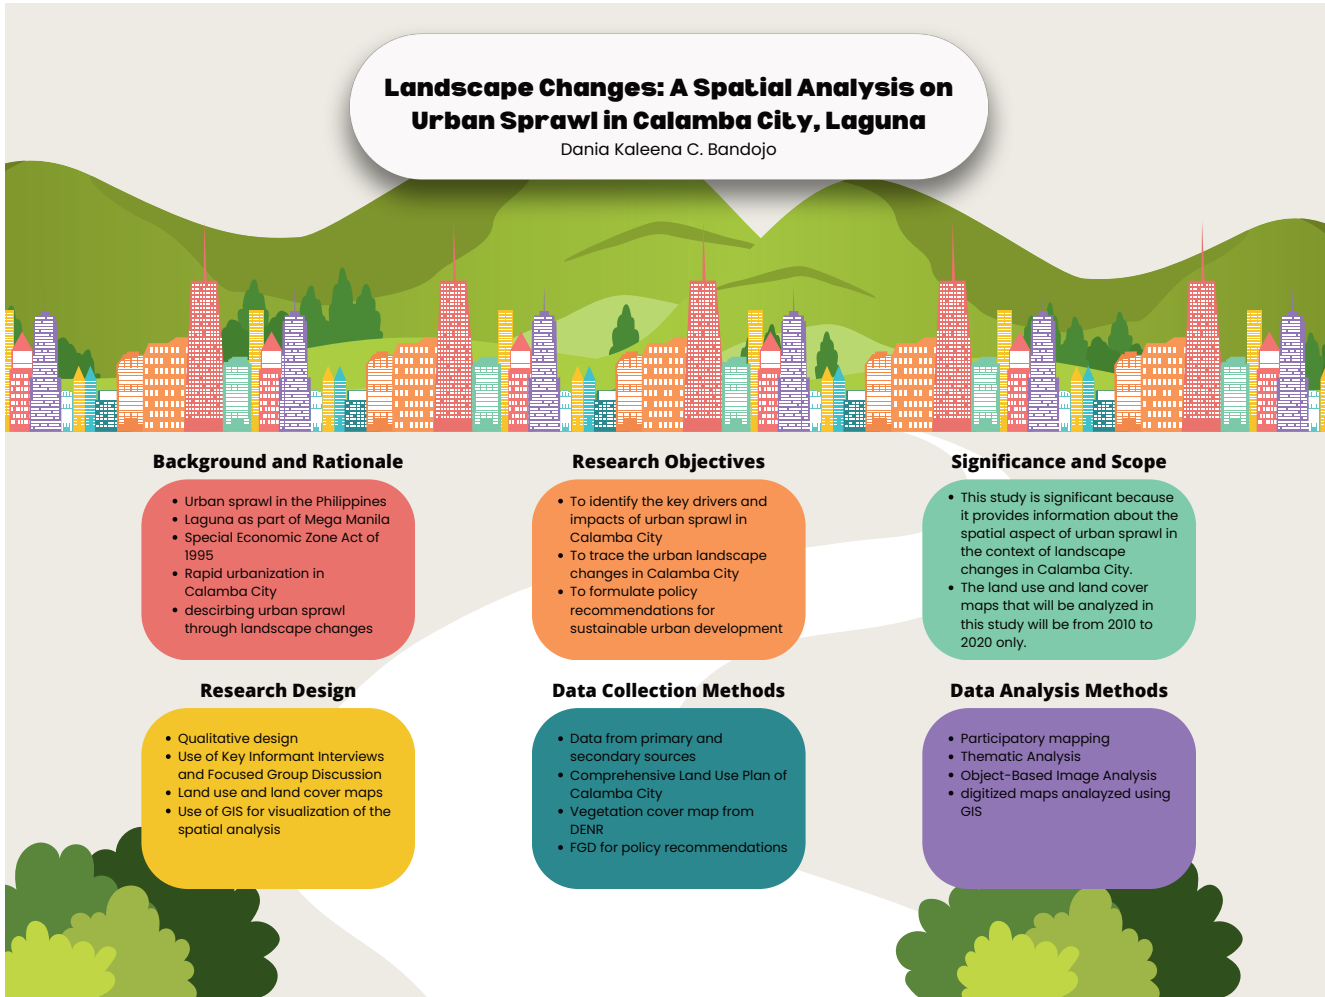 Landscape Changes: A Spatial Analysis on
Urban Sprawl in Calamba City, Laguna
Dania Kaleena C. Bandojo
Background and Rationale
• Urban sprawl in the Philippines
• Laguna as part of Mega Manila
• Special Economic Zone Act of
1995
• Rapid urbanization in
Calamba City
• descirbing urban sprawl
through landscape changes
Research Objectives
• To identify the key drivers and
impacts of urban sprawl in
Calamba City
• To trace the urban landscape
changes in Calamba City
• To formulate policy
recommendations for
sustainable urban development
Significance and Scope
• This study is significant because
it provides information about the
spatial aspect of urban sprawl in
the context of landscape
changes in Calamba City.
• The land use and land cover
maps that will be analyzed in
this study will be from 2010 to
2020 only.
Research Design
• Qualitative design
• Use of Key Informant Interviews
and Focused Group Discussion
• Land use and land cover maps
• Use of GIS for visualization of the
spatial analysis
Data Collection Methods
• Data from primary and
secondary sources
• Comprehensive Land Use Plan of
Calamba City
• Vegetation cover map from
DENR
• FGD for policy recommendations
Data Analysis Methods
• Participatory mapping
• Thematic Analysis
• Object-Based Image Analysis
• digitized maps analayzed using
GIS